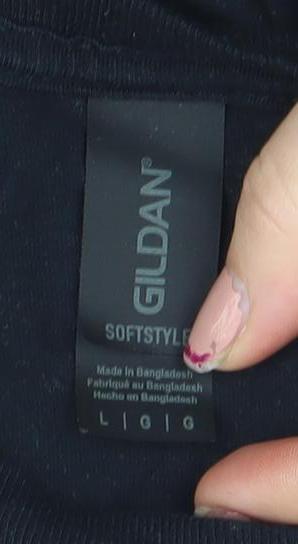 GILDAN®
SOFTSTYLE
Made in Bangladesh
Fabriqué au Bangladesh
Hecho en Bangladesh
L | G | G